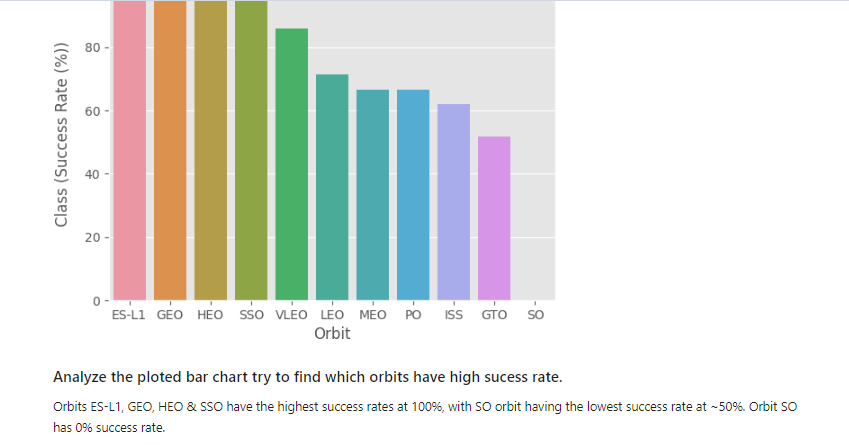 80
60
40
20
0
Class (Success Rate (%))
ES-L1 GEO HEO SSO VLEO LEO MEO PO ISS GTO SO
Orbit
Analyze the ploted bar chart try to find which orbits have high sucess rate.
Orbits ES-L1, GEO, HEO & SSO have the highest success rates at 100%, with SO orbit having the lowest success rate at ~50%. Orbit SO
has 0% success rate.